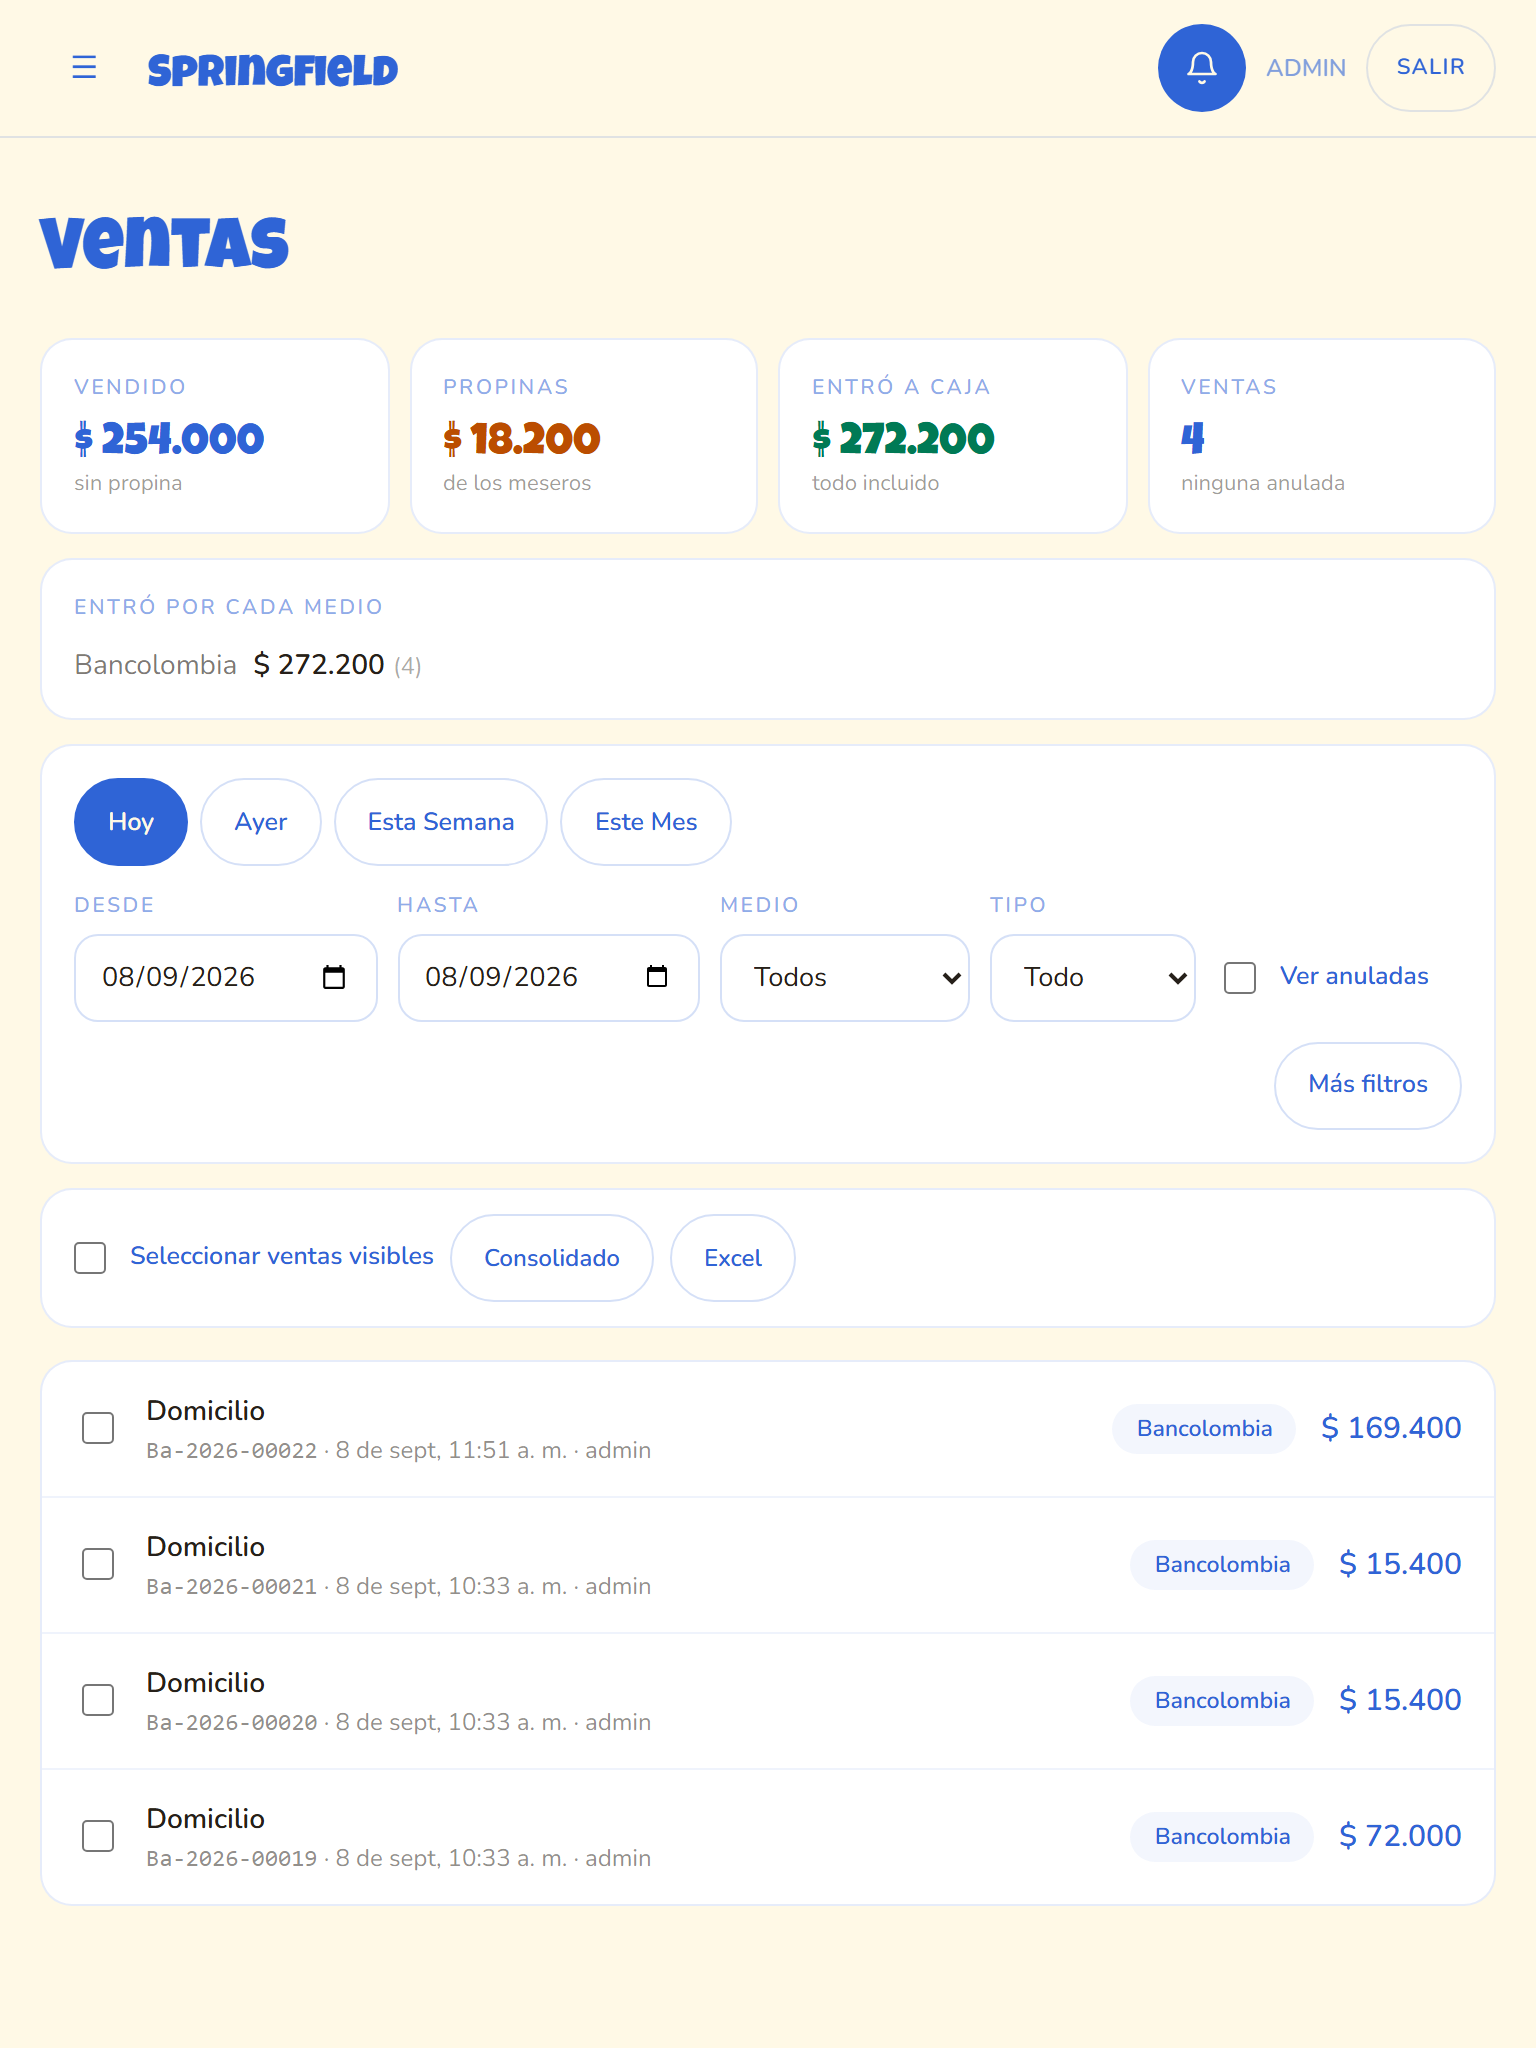 ☰ SPRINGFIELD ADMIN SALIR
Ventas
VENDIDO
$ 254.000
sin propina
PROPINAS
$ 18.200
de los meseros
ENTRÓ A CAJA
$ 272.200
todo incluido
VENTAS
4
ninguna anulada
ENTRÓ POR CADA MEDIO
Bancolombia $ 272.200 (4)
Hoy Ayer Esta Semana Este Mes
DESDE HASTA MEDIO TIPO
08/09/2026 08/09/2026 Todos Todo Ver anuladas
Más filtros
Seleccionar ventas visibles Consolidado Excel
Domicilio
Ba-2026-00022 · 8 de sept, 11:51 a. m. · admin
Bancolombia $ 169.400
Domicilio
Ba-2026-00021 · 8 de sept, 10:33 a. m. · admin
Bancolombia $ 15.400
Domicilio
Ba-2026-00020 · 8 de sept, 10:33 a. m. · admin
Bancolombia $ 15.400
Domicilio
Ba-2026-00019 · 8 de sept, 10:33 a. m. · admin
Bancolombia $ 72.000